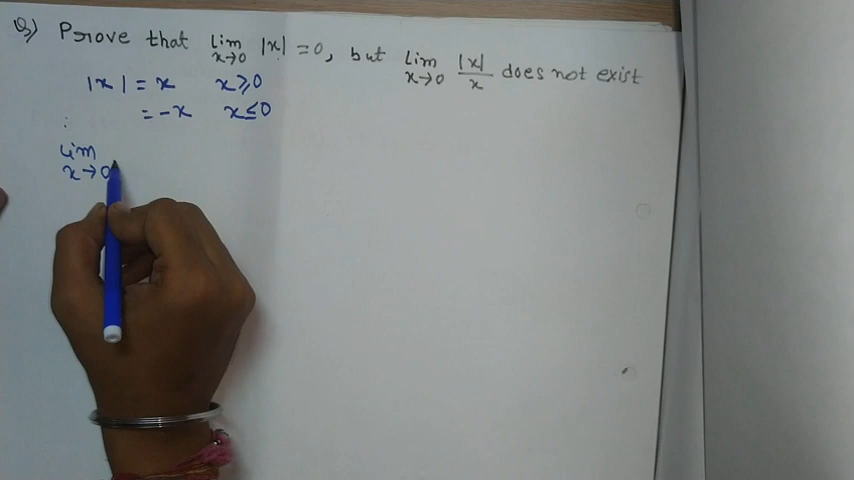 Q) Prove that lim x→0 |x| = 0, but lim x→0 |x|/x does not exist
|x| = x x ≥ 0
= -x x ≤ 0
:
lim
x→0